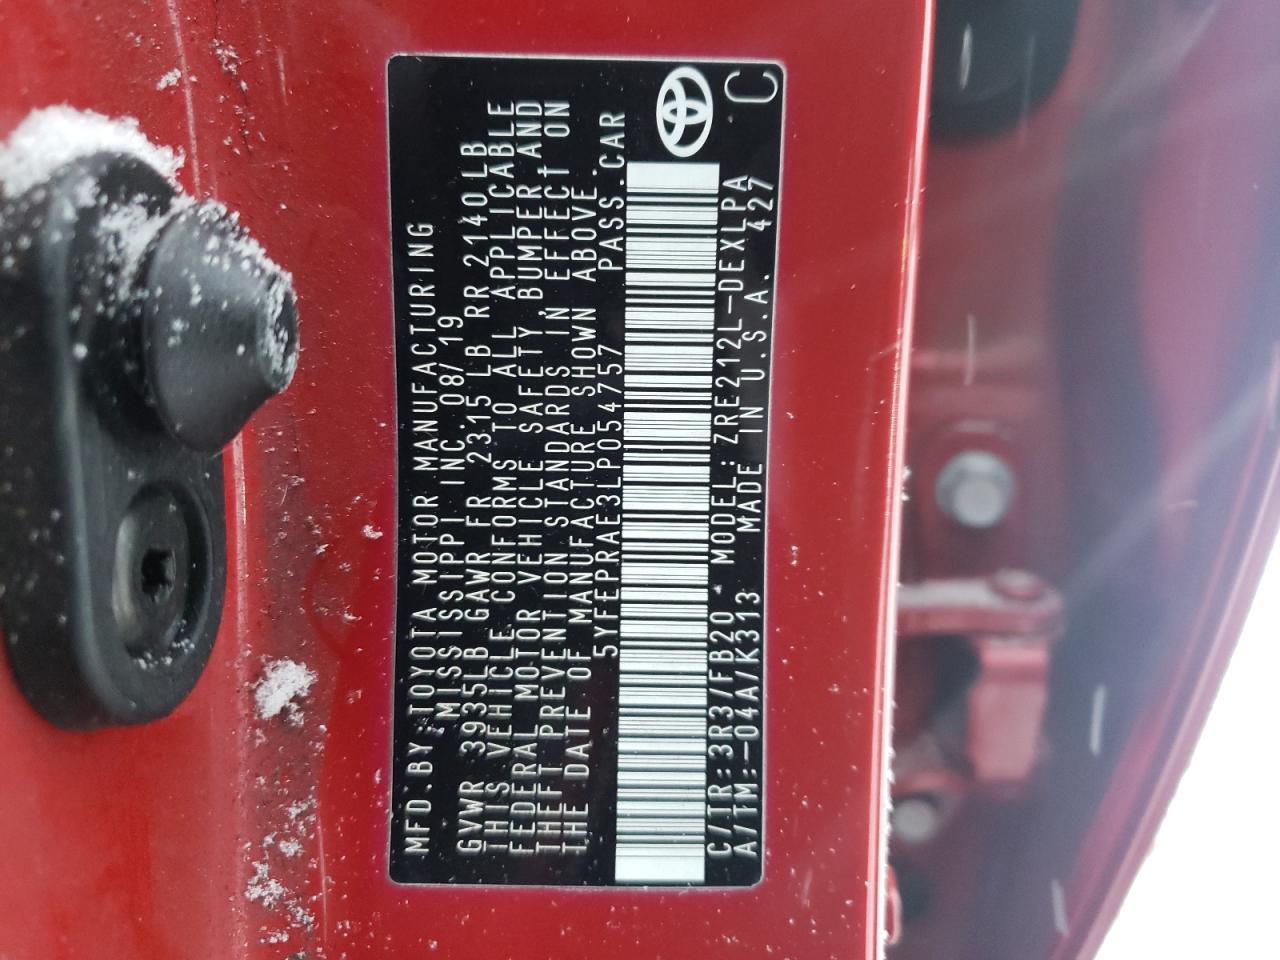 MFD.BY TOYOTA MOTOR MANUFACTURING
MISSISSIPPI INC. 08/19
GVWR 3935LB GAWR FR 2315LB RR 2140LB
THIS VEHICLE CONFORMS TO ALL APPLICABLE
FEDERAL MOTOR VEHICLE SAFETY, BUMPER AND
THEFT PREVENTION STANDARDS IN EFFECT ON
THE DATE OF MANUFACTURE SHOWN ABOVE.
5YFEPRAE3LP054757 PASS.CAR
C/TR:3R3/FB20 MODEL:ZRE212L-DEXLPA
A/TM:-04A/K313 MADE IN U.S.A. 427
C